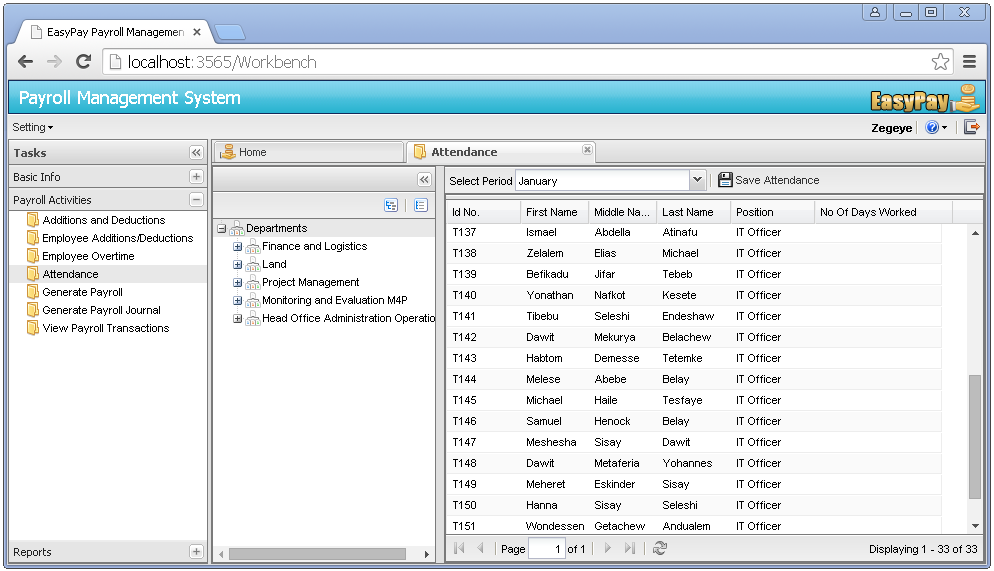 EasyPay Payroll Managemen
localhost:3565/Workbench
Payroll Management System
EasyPay
Setting
Zegeye
Tasks
Basic Info
Payroll Activities
Additions and Deductions
Employee Additions/Deductions
Employee Overtime
Attendance
Generate Payroll
Generate Payroll Journal
View Payroll Transactions
Reports
Home
Attendance
Departments
Finance and Logistics
Land
Project Management
Monitoring and Evaluation M4P
Head Office Administration Operatio
Select Period January Save Attendance
Id No. First Name Middle Na... Last Name Position No Of Days Worked
T137 Ismael Abdella Atinafu IT Officer
T138 Zelalem Elias Michael IT Officer
T139 Befikadu Jifar Tebeb IT Officer
T140 Yonathan Nafkot Kesete IT Officer
T141 Tibebu Seleshi Endeshaw IT Officer
T142 Dawit Mekurya Belachew IT Officer
T143 Habtom Demesse Tetemke IT Officer
T144 Melese Abebe Belay IT Officer
T145 Michael Haile Tesfaye IT Officer
T146 Samuel Henock Belay IT Officer
T147 Meshesha Sisay Dawit IT Officer
T148 Dawit Metaferia Yohannes IT Officer
T149 Meheret Eskinder Sisay IT Officer
T150 Hanna Sisay Seleshi IT Officer
T151 Wondessen Getachew Andualem IT Officer
Page 1 of 1 Displaying 1 - 33 of 33